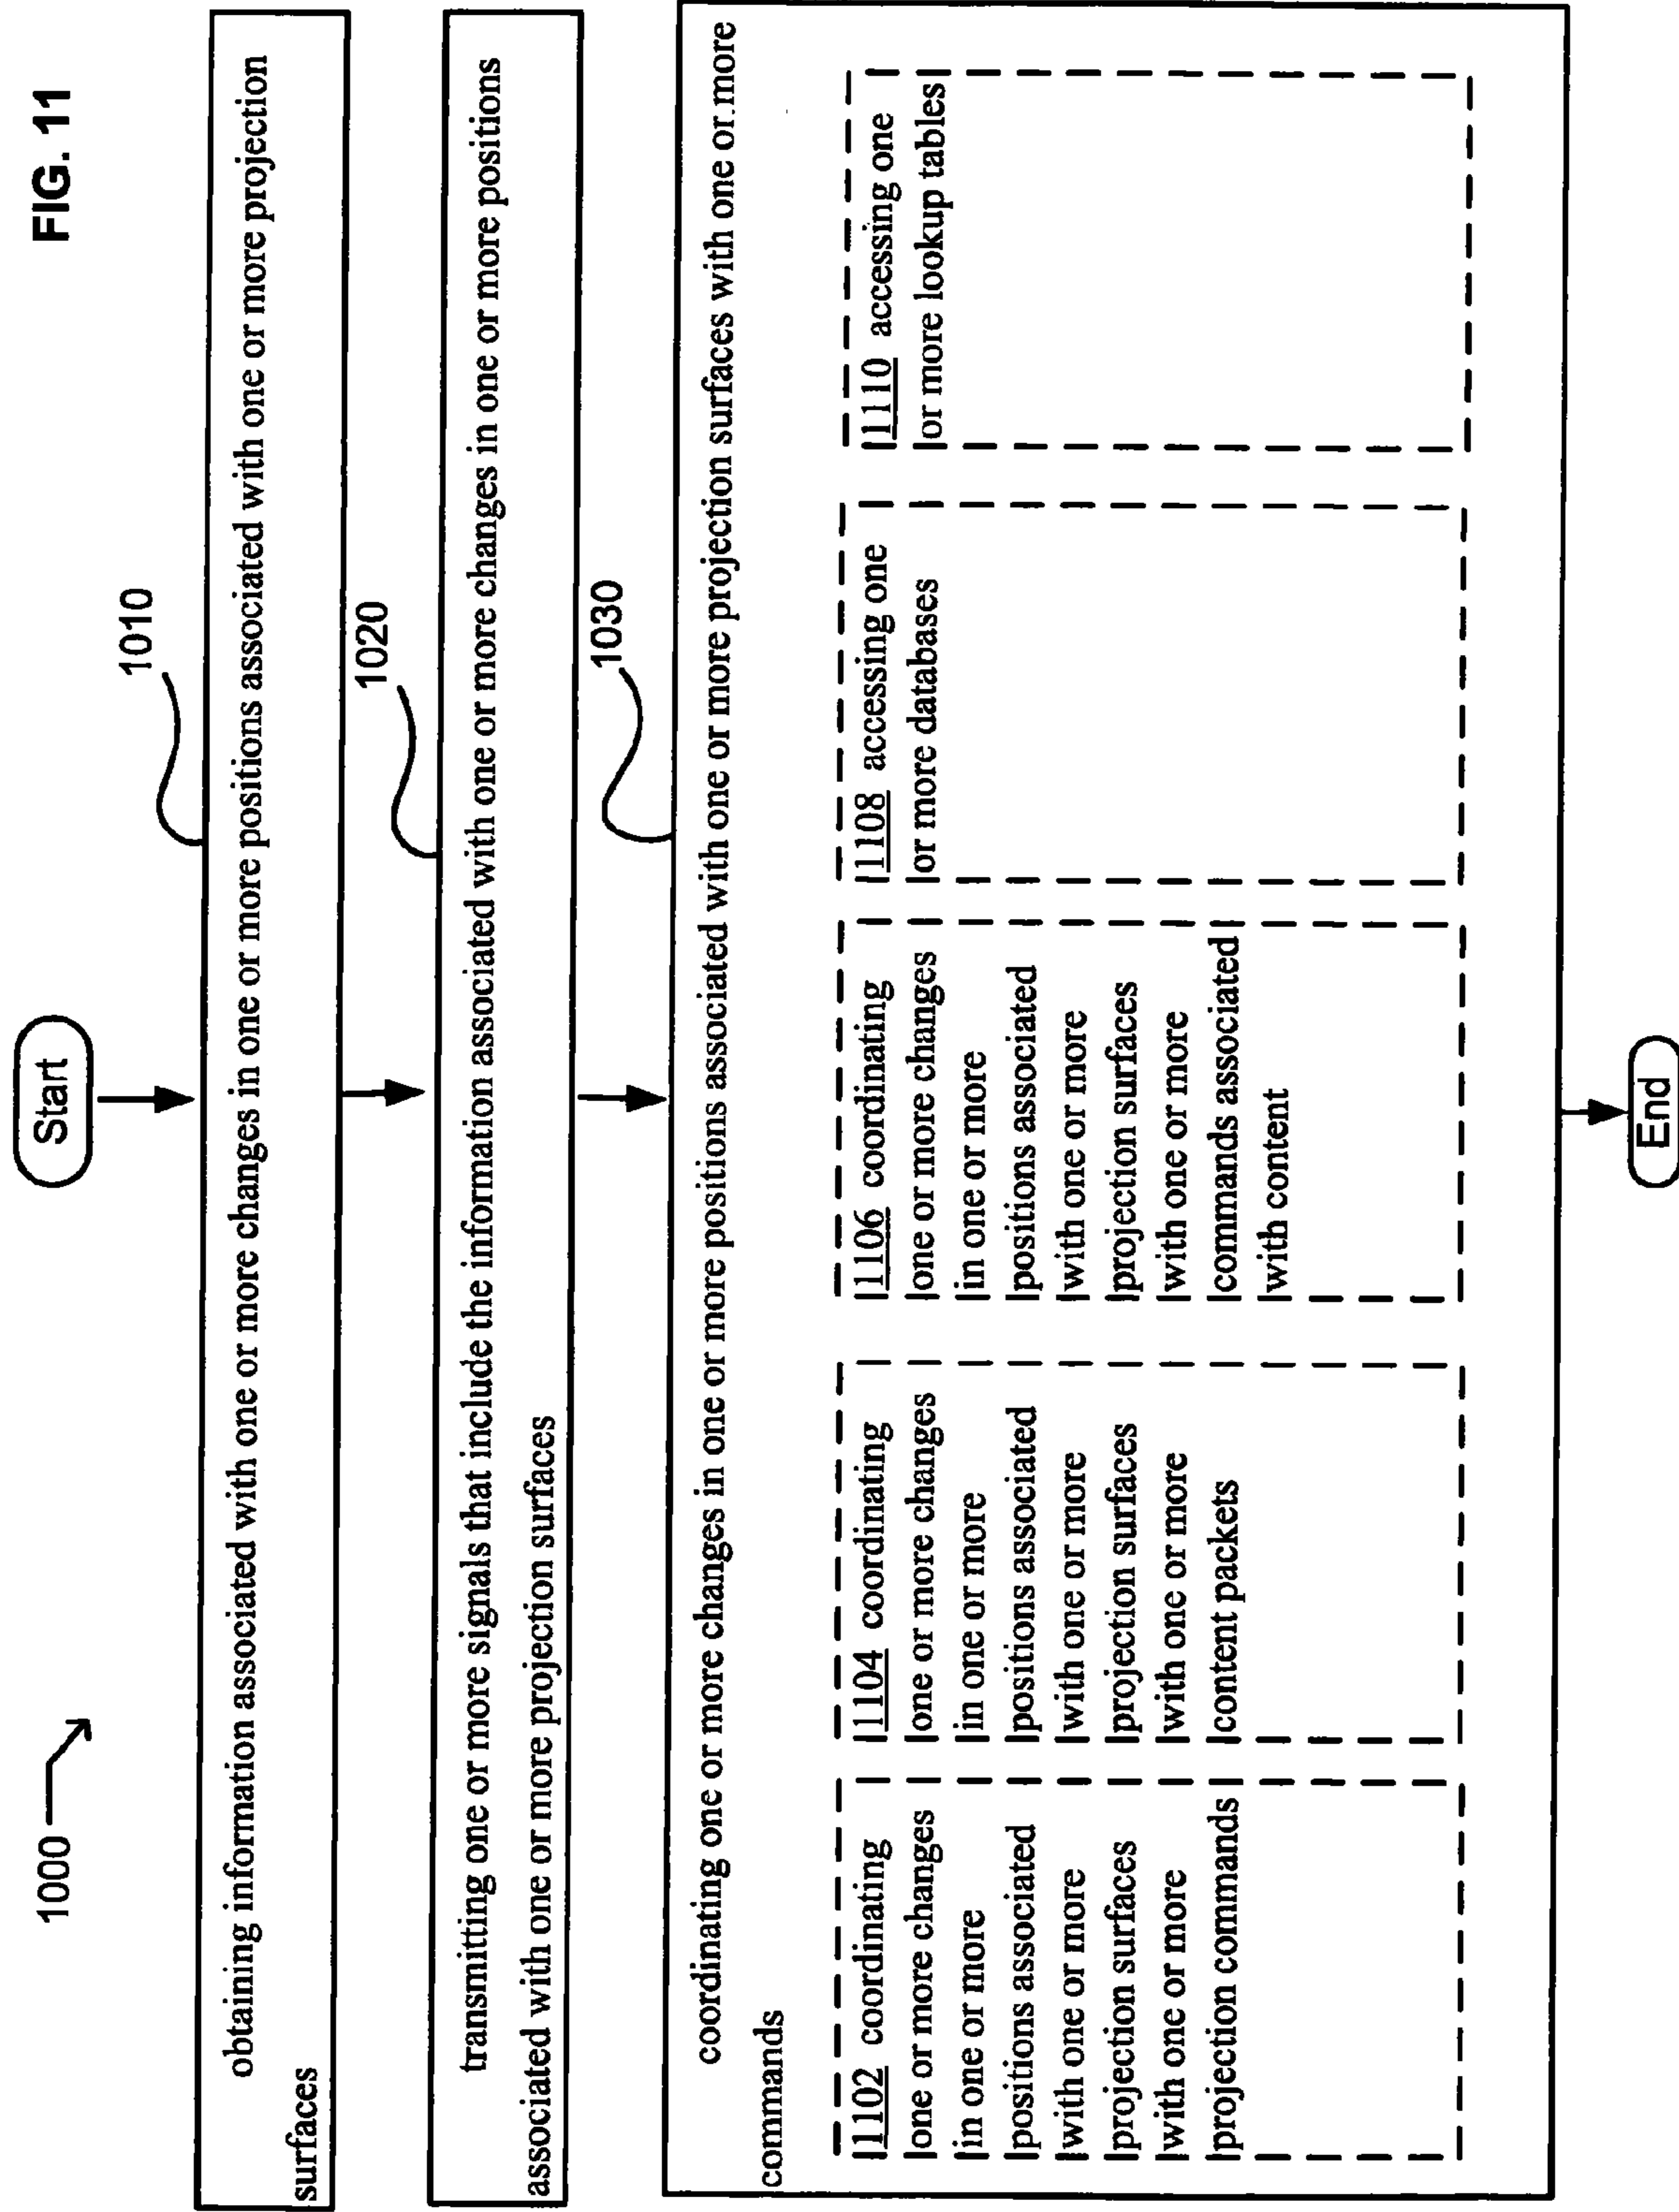 FIG. 11
1000
Start
1010
obtaining information associated with one or more changes in one or more positions associated with one or more projection
surfaces
1020
transmitting one or more signals that include the information associated with one or more changes in one or more positions
associated with one or more projection surfaces
1030
coordinating one or more changes in one or more positions associated with one or more projection surfaces with one or more
commands
1102 coordinating
one or more changes
in one or more
positions associated
with one or more
projection surfaces
with one or more
projection commands
1104 coordinating
one or more changes
in one or more
positions associated
with one or more
projection surfaces
with one or more
content packets
1106 coordinating
one or more changes
in one or more
positions associated
with one or more
projection surfaces
with one or more
commands associated
with content
1108 accessing one
or more databases
1110 accessing one
or more lookup tables
End